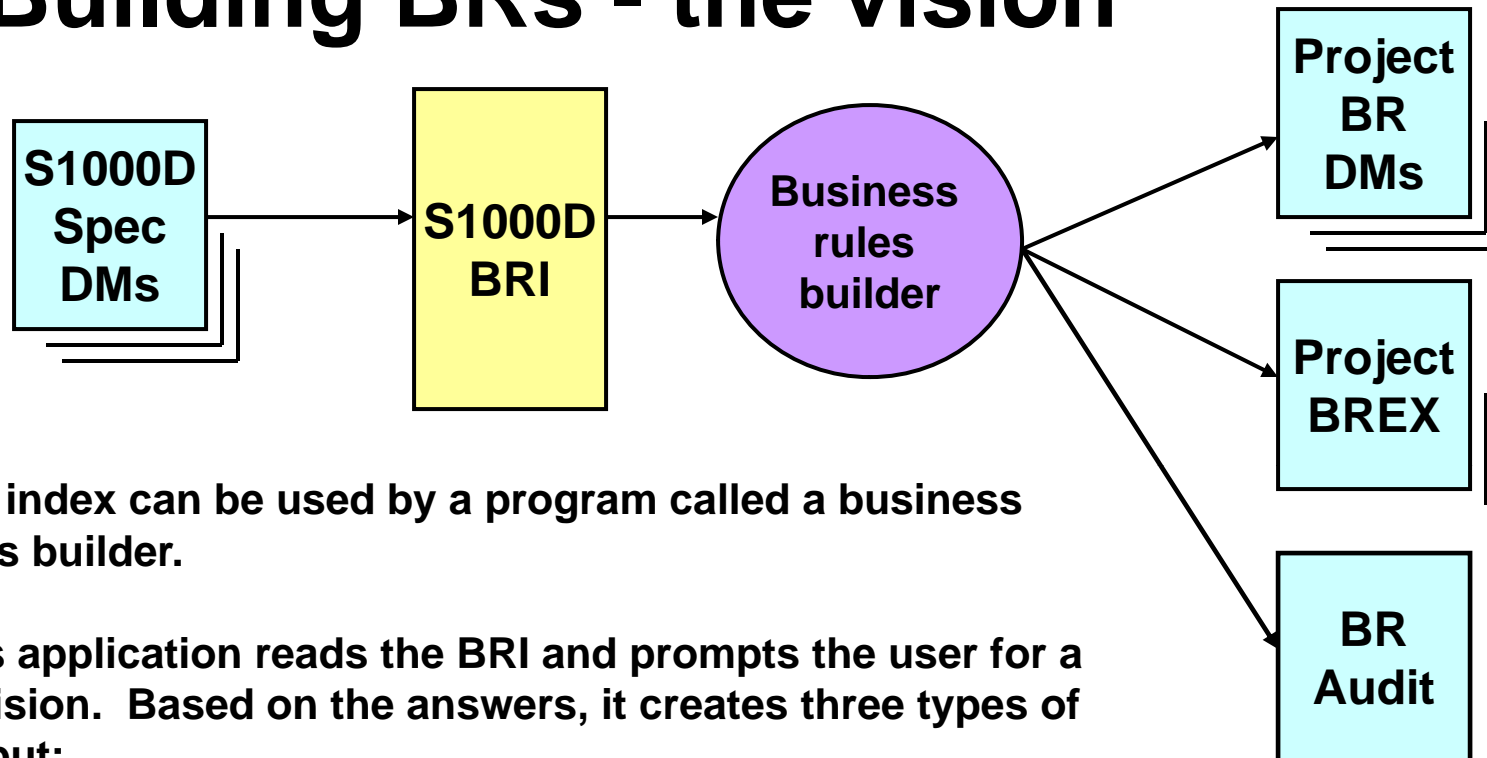 Building BRs - the vision
S1000D
Spec
DMs
S1000D
BRI
Business
rules
builder
Project
BR
DMs
Project
BREX
BR
Audit
index can be used by a program called a business
s builder.
s application reads the BRI and prompts the user for a
ision.  Based on the answers, it creates three types of